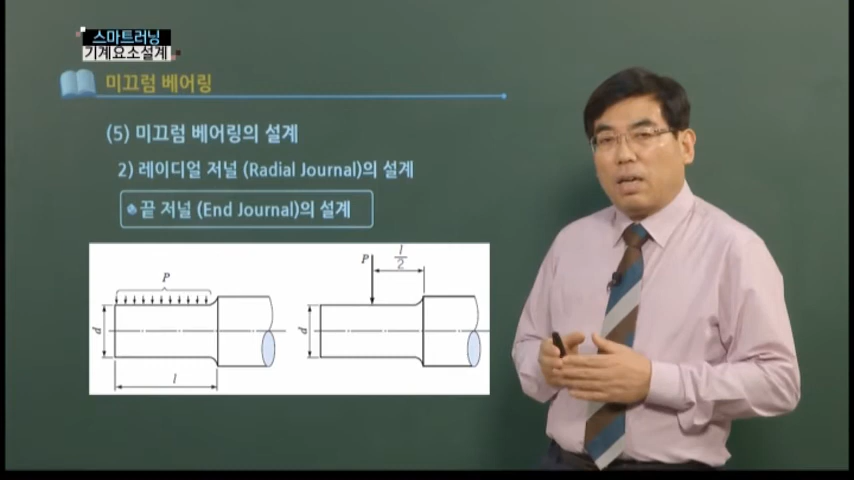 스마트러닝
기계요소설계
미끄럼 베어링
(5) 미끄럼 베어링의 설계
2) 레이디얼 저널 (Radial Journal)의 설계
끝 저널 (End Journal)의 설계
P
d
l
P
l
2
d